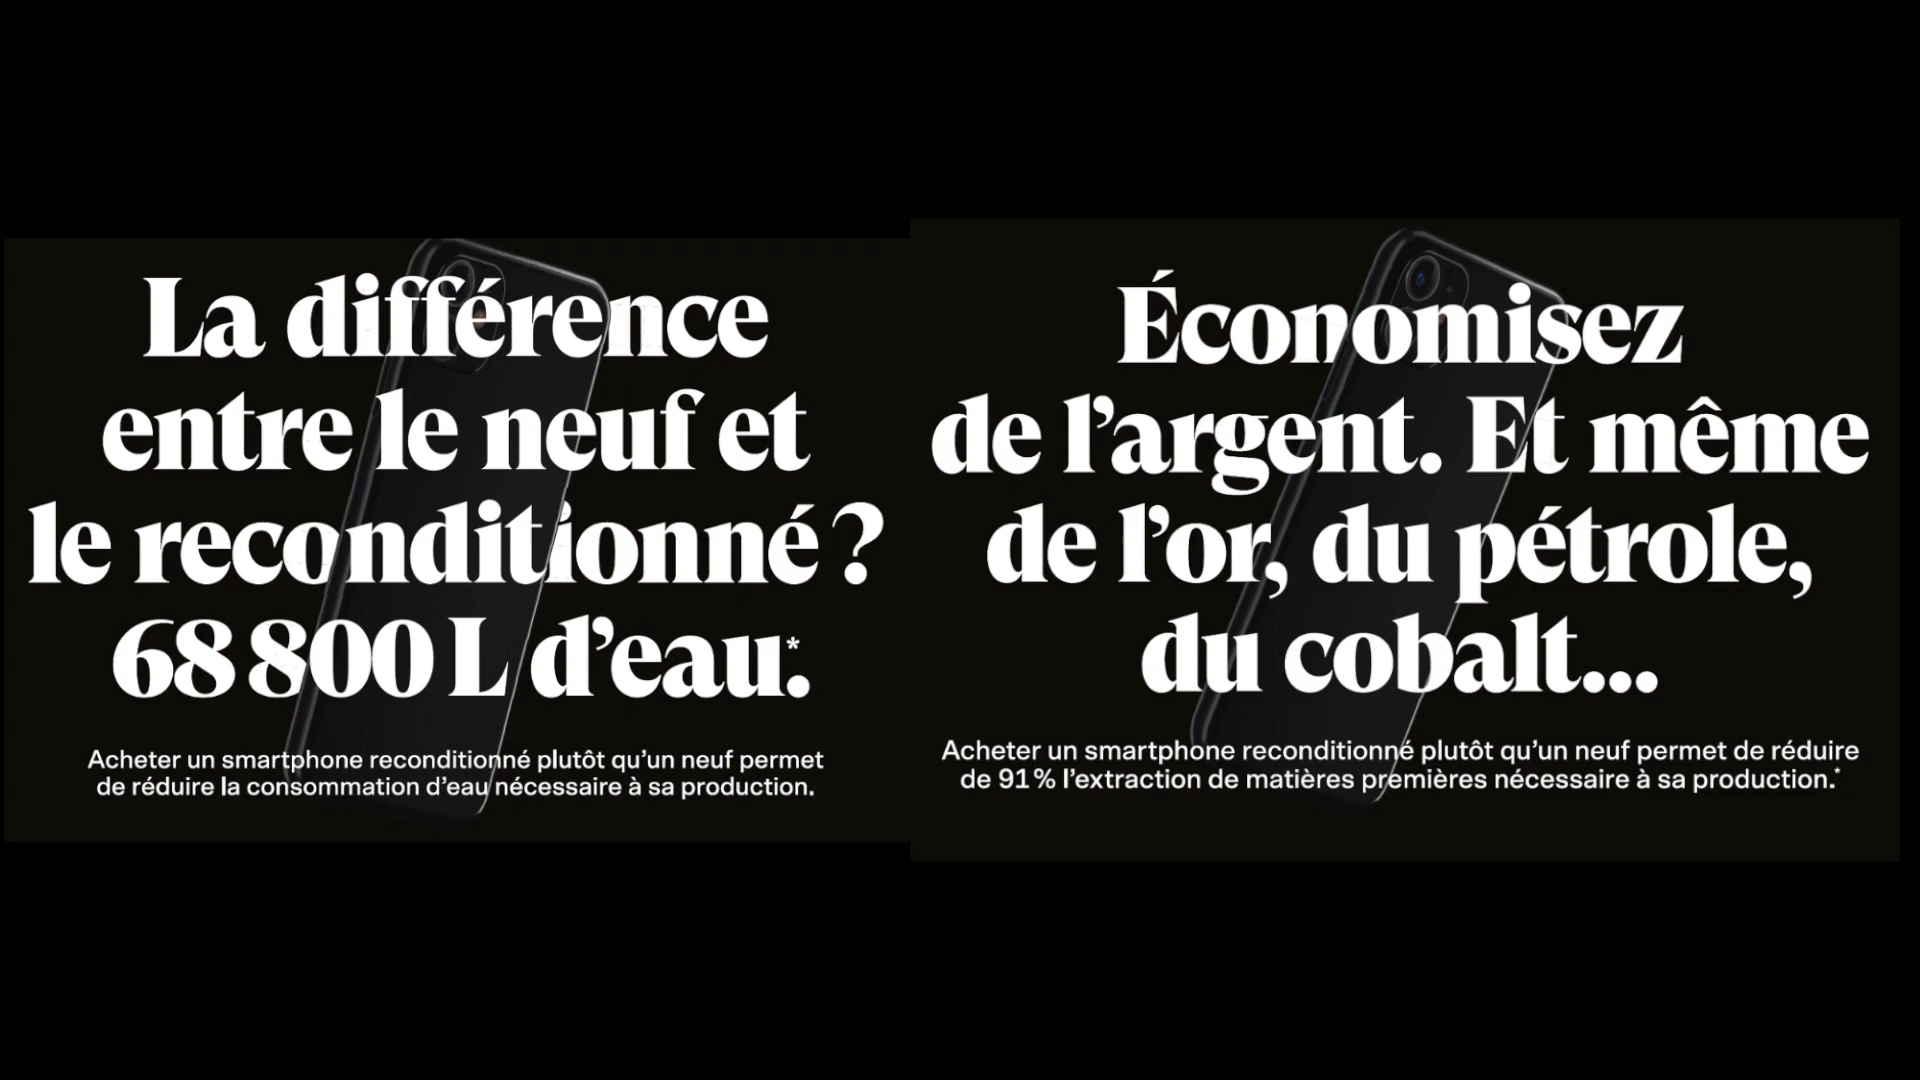 La différence
entre le neuf et
le reconditionné ?
68 800 L d’eau.*
Acheter un smartphone reconditionné plutôt qu’un neuf permet
de réduire la consommation d’eau nécessaire à sa production.
Économisez
de l’argent. Et même
de l’or, du pétrole,
du cobalt...
Acheter un smartphone reconditionné plutôt qu’un neuf permet de réduire
de 91 % l’extraction de matières premières nécessaire à sa production.*